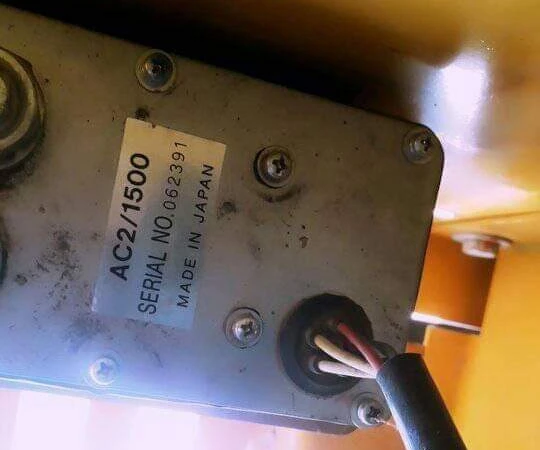 AC2/1500
SERIAL NO.062391
MADE IN JAPAN